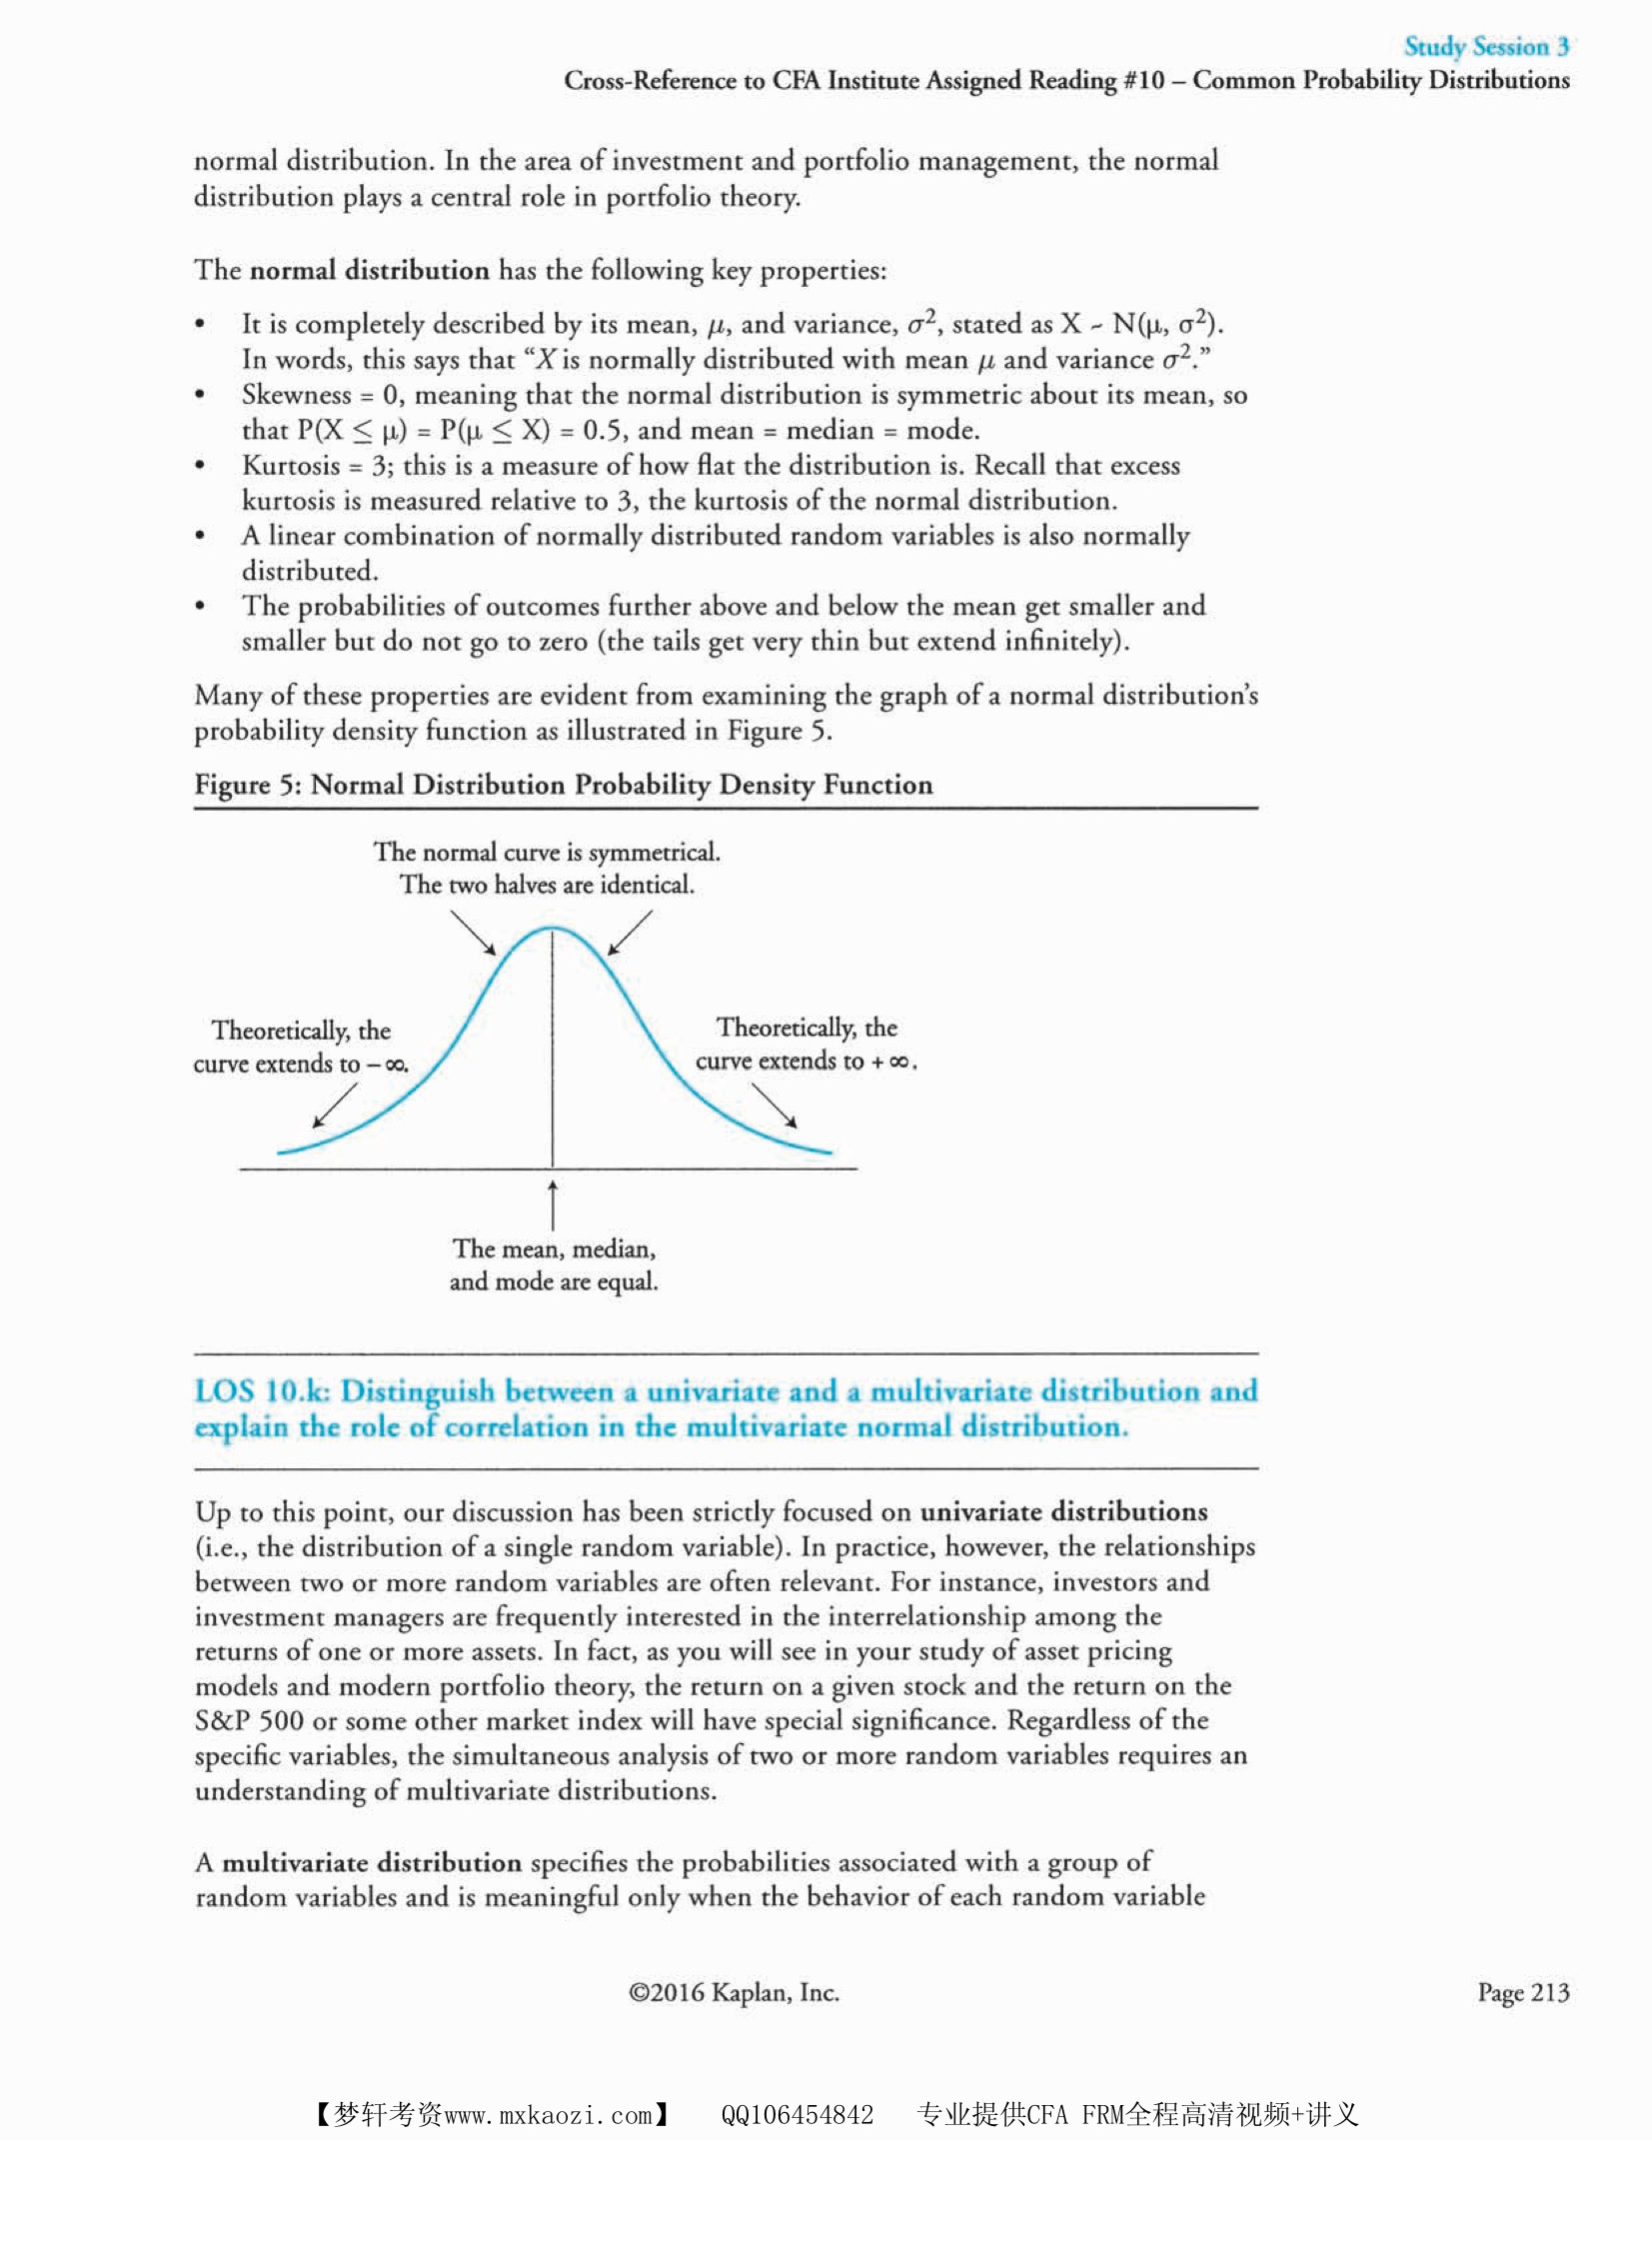 Study Session 3
Cross-Reference to CFA Institute Assigned Reading #10 – Common Probability Distributions
normal distribution. In the area of investment and portfolio management, the normal
distribution plays a central role in portfolio theory.
The normal distribution has the following key properties:
• It is completely described by its mean, μ, and variance, σ², stated as X ~ N(μ, σ²).
In words, this says that “X is normally distributed with mean μ and variance σ².”
• Skewness = 0, meaning that the normal distribution is symmetric about its mean, so
that P(X ≤ μ) = P(μ ≤ X) = 0.5, and mean = median = mode.
• Kurtosis = 3; this is a measure of how flat the distribution is. Recall that excess
kurtosis is measured relative to 3, the kurtosis of the normal distribution.
• A linear combination of normally distributed random variables is also normally
distributed.
• The probabilities of outcomes further above and below the mean get smaller and
smaller but do not go to zero (the tails get very thin but extend infinitely).
Many of these properties are evident from examining the graph of a normal distribution’s
probability density function as illustrated in Figure 5.
Figure 5: Normal Distribution Probability Density Function
The normal curve is symmetrical.
The two halves are identical.
Theoretically, the
curve extends to – ∞.
Theoretically, the
curve extends to + ∞.
The mean, median,
and mode are equal.
LOS 10.k: Distinguish between a univariate and a multivariate distribution and
explain the role of correlation in the multivariate normal distribution.
Up to this point, our discussion has been strictly focused on univariate distributions
(i.e., the distribution of a single random variable). In practice, however, the relationships
between two or more random variables are often relevant. For instance, investors and
investment managers are frequently interested in the interrelationship among the
returns of one or more assets. In fact, as you will see in your study of asset pricing
models and modern portfolio theory, the return on a given stock and the return on the
S&P 500 or some other market index will have special significance. Regardless of the
specific variables, the simultaneous analysis of two or more random variables requires an
understanding of multivariate distributions.
A multivariate distribution specifies the probabilities associated with a group of
random variables and is meaningful only when the behavior of each random variable
©2016 Kaplan, Inc.
Page 213
【梦轩考资www.mxkaozi.com】 QQ106454842 专业提供CFA FRM全程高清视频+讲义